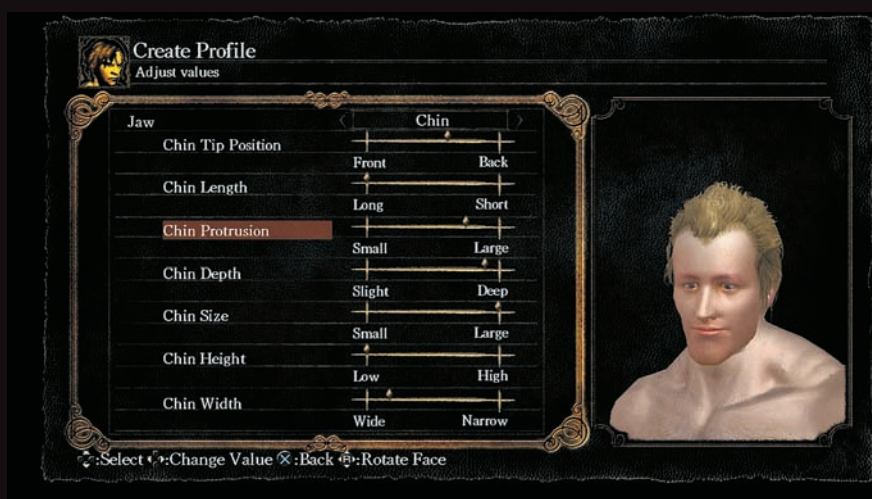 Create Profile
Adjust values
Jaw
Chin
Chin Tip Position
Front Back
Chin Length
Long Short
Chin Protrusion
Small Large
Chin Depth
Slight Deep
Chin Size
Small Large
Chin Height
Low High
Chin Width
Wide Narrow
:Select :Change Value :Back R :Rotate Face